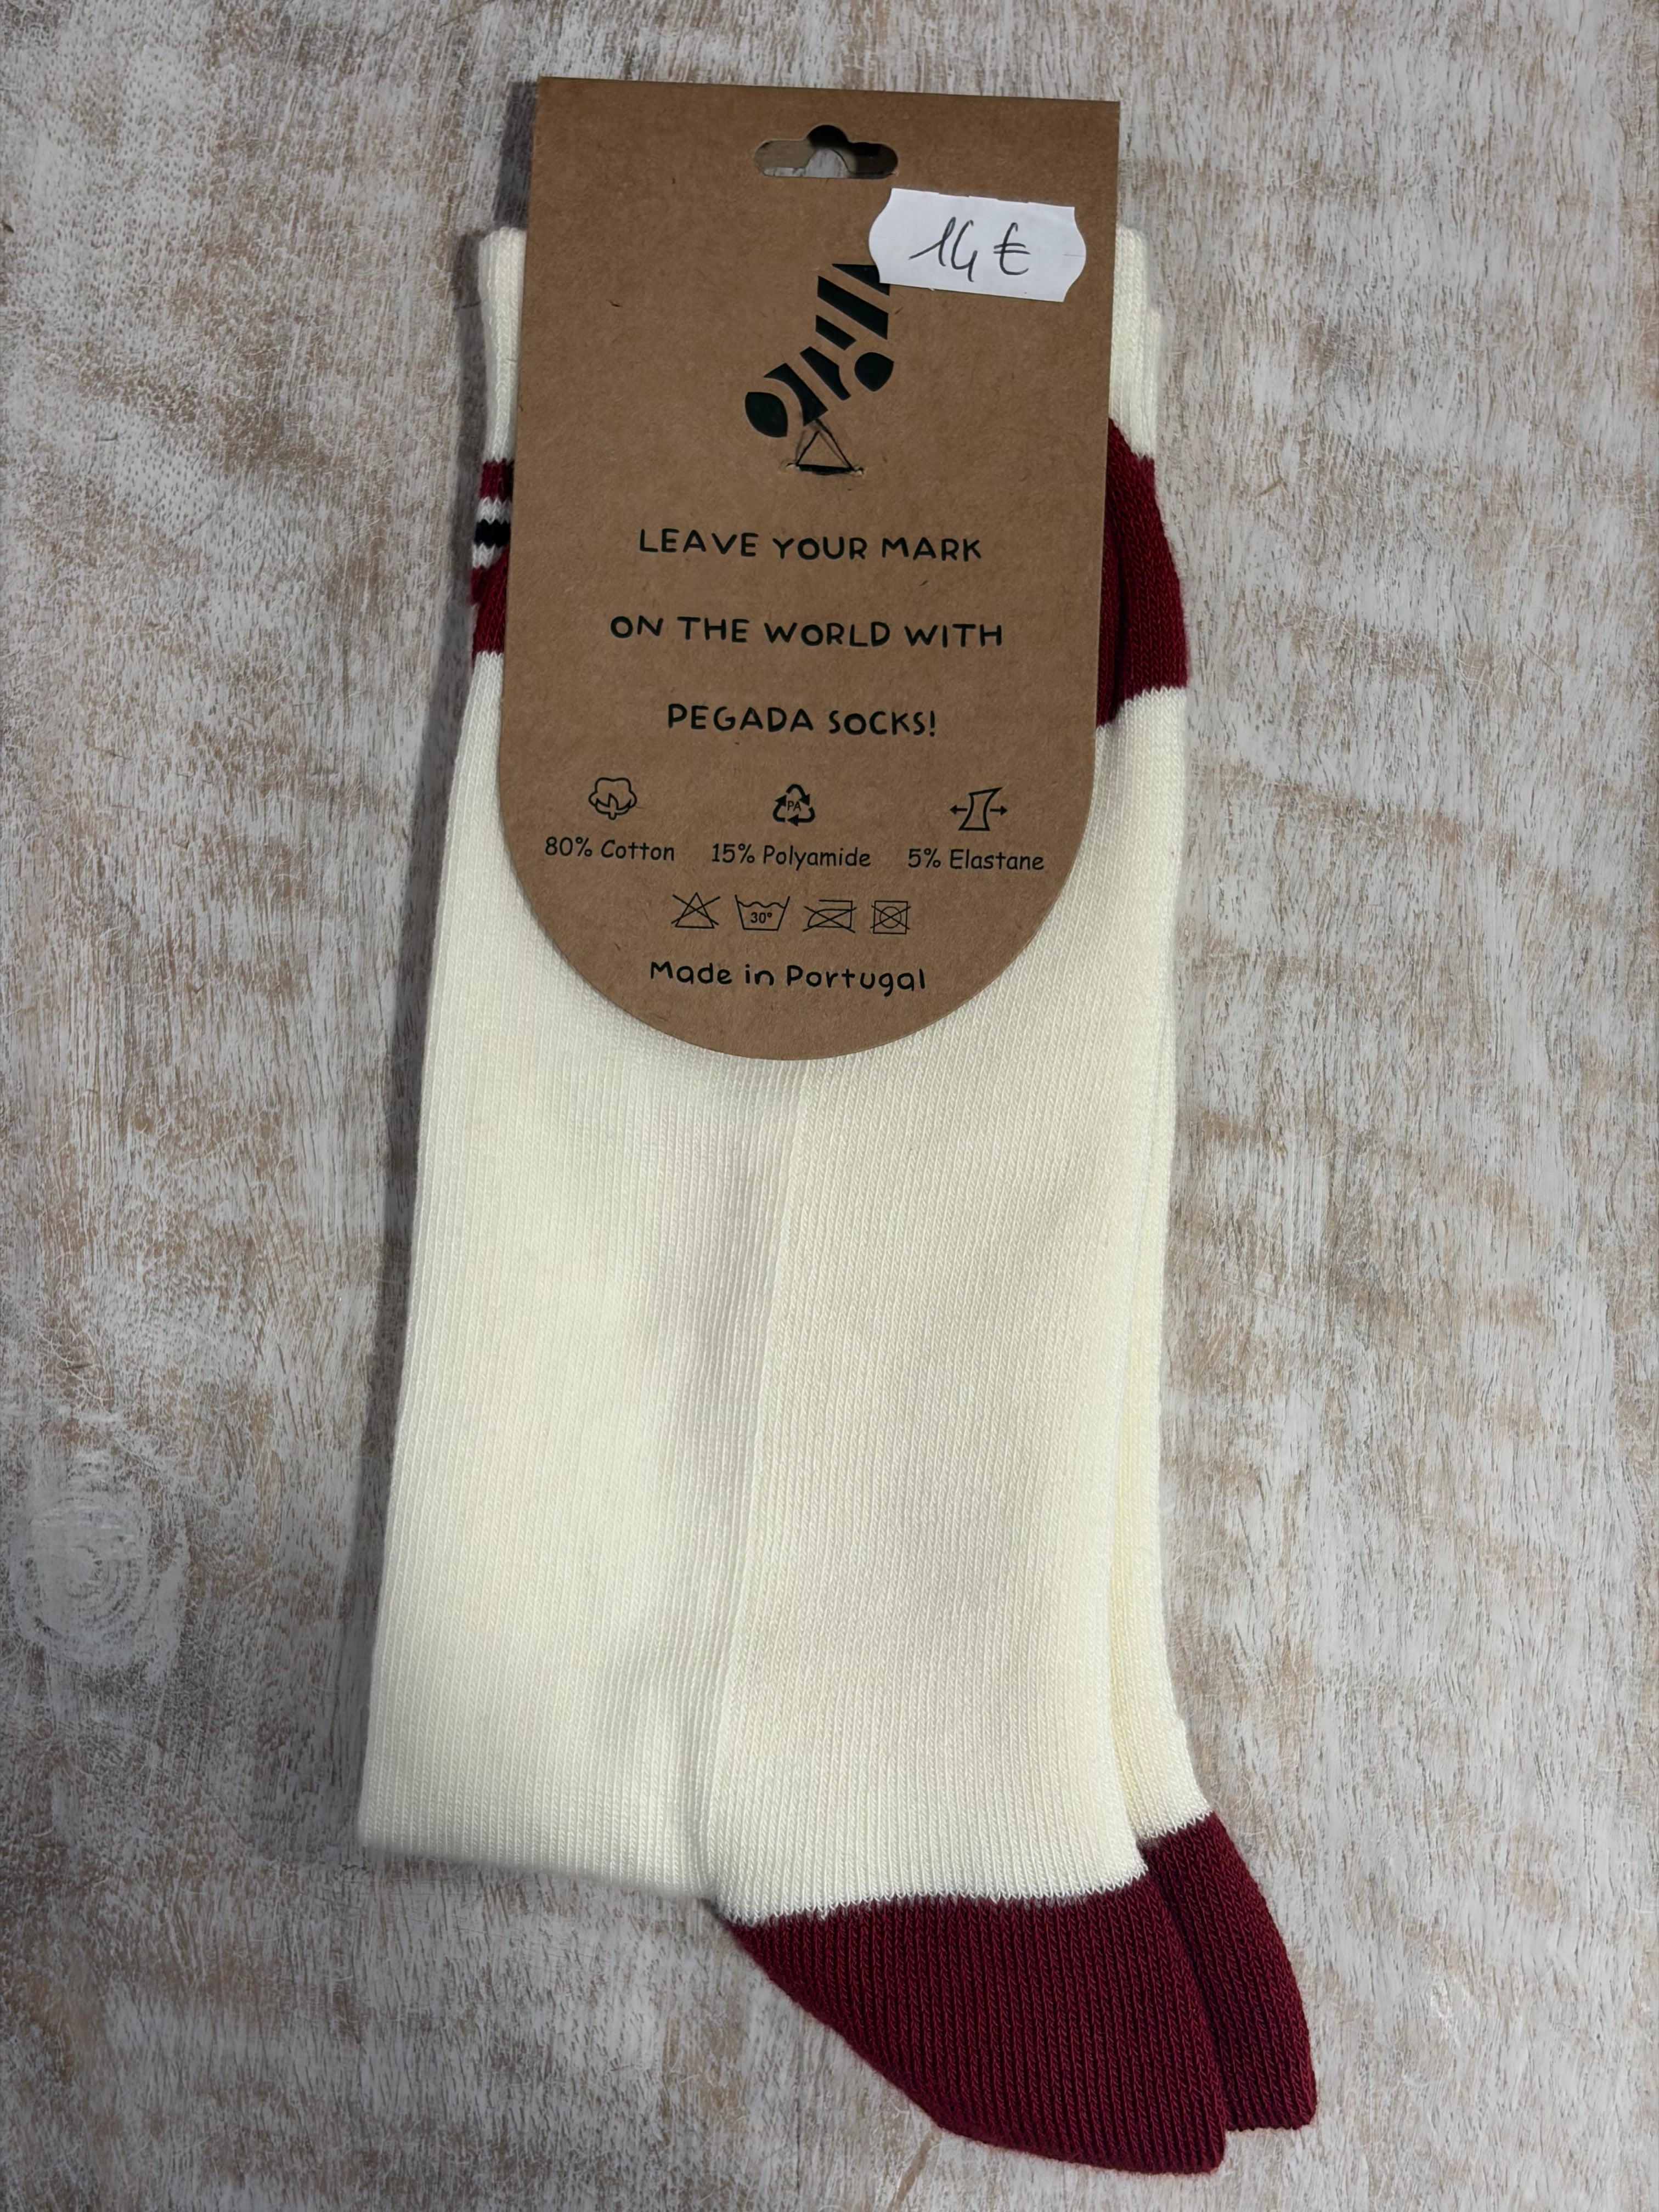 14€
LEAVE YOUR MARK
ON THE WORLD WITH
PEGADA SOCKS!
PA
80% Cotton 15% Polyamide 5% Elastane
30°
Made in Portugal